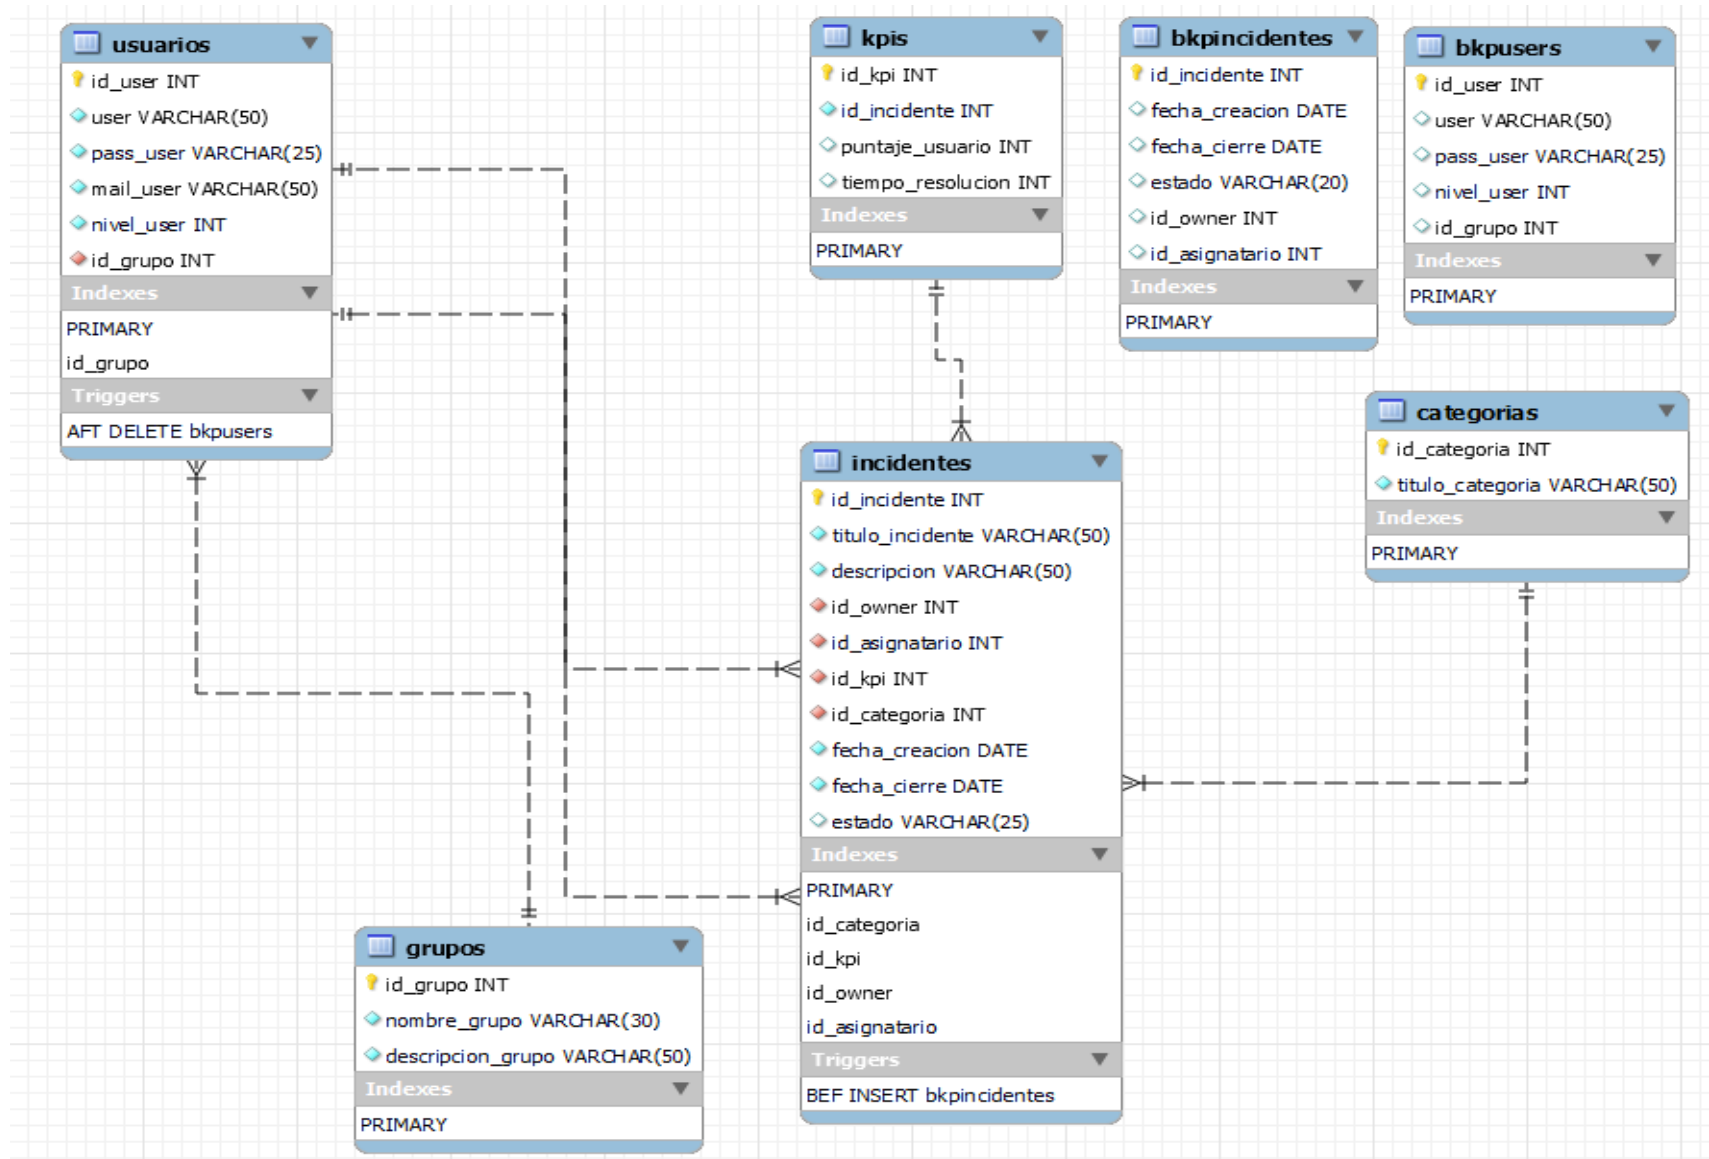 usuarios
id_user INT
user VARCHAR(50)
pass_user VARCHAR(25)
mail_user VARCHAR(50)
nivel_user INT
id_grupo INT
Indexes
PRIMARY
id_grupo
Triggers
AFT DELETE bkpusers
kpis
id_kpi INT
id_incidente INT
puntaje_usuario INT
tiempo_resolucion INT
Indexes
PRIMARY
bkpincidentes
id_incidente INT
fecha_creacion DATE
fecha_cierre DATE
estado VARCHAR(20)
id_owner INT
id_asignatario INT
Indexes
PRIMARY
bkpusers
id_user INT
user VARCHAR(50)
pass_user VARCHAR(25)
nivel_user INT
id_grupo INT
Indexes
PRIMARY
categorias
id_categoria INT
titulo_categoria VARCHAR(50)
Indexes
PRIMARY
incidentes
id_incidente INT
titulo_incidente VARCHAR(50)
descripcion VARCHAR(50)
id_owner INT
id_asignatario INT
id_kpi INT
id_categoria INT
fecha_creacion DATE
fecha_cierre DATE
estado VARCHAR(25)
Indexes
PRIMARY
id_categoria
id_kpi
id_owner
id_asignatario
Triggers
BEF INSERT bkpincidentes
grupos
id_grupo INT
nombre_grupo VARCHAR(30)
descripcion_grupo VARCHAR(50)
Indexes
PRIMARY